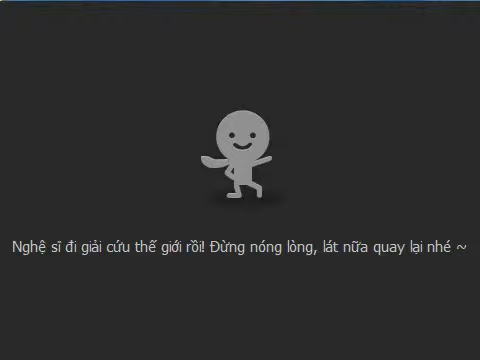 Nghệ sĩ đi giải cứu thế giới rồi! Đừng nóng lòng, lát nữa quay lại nhé ~